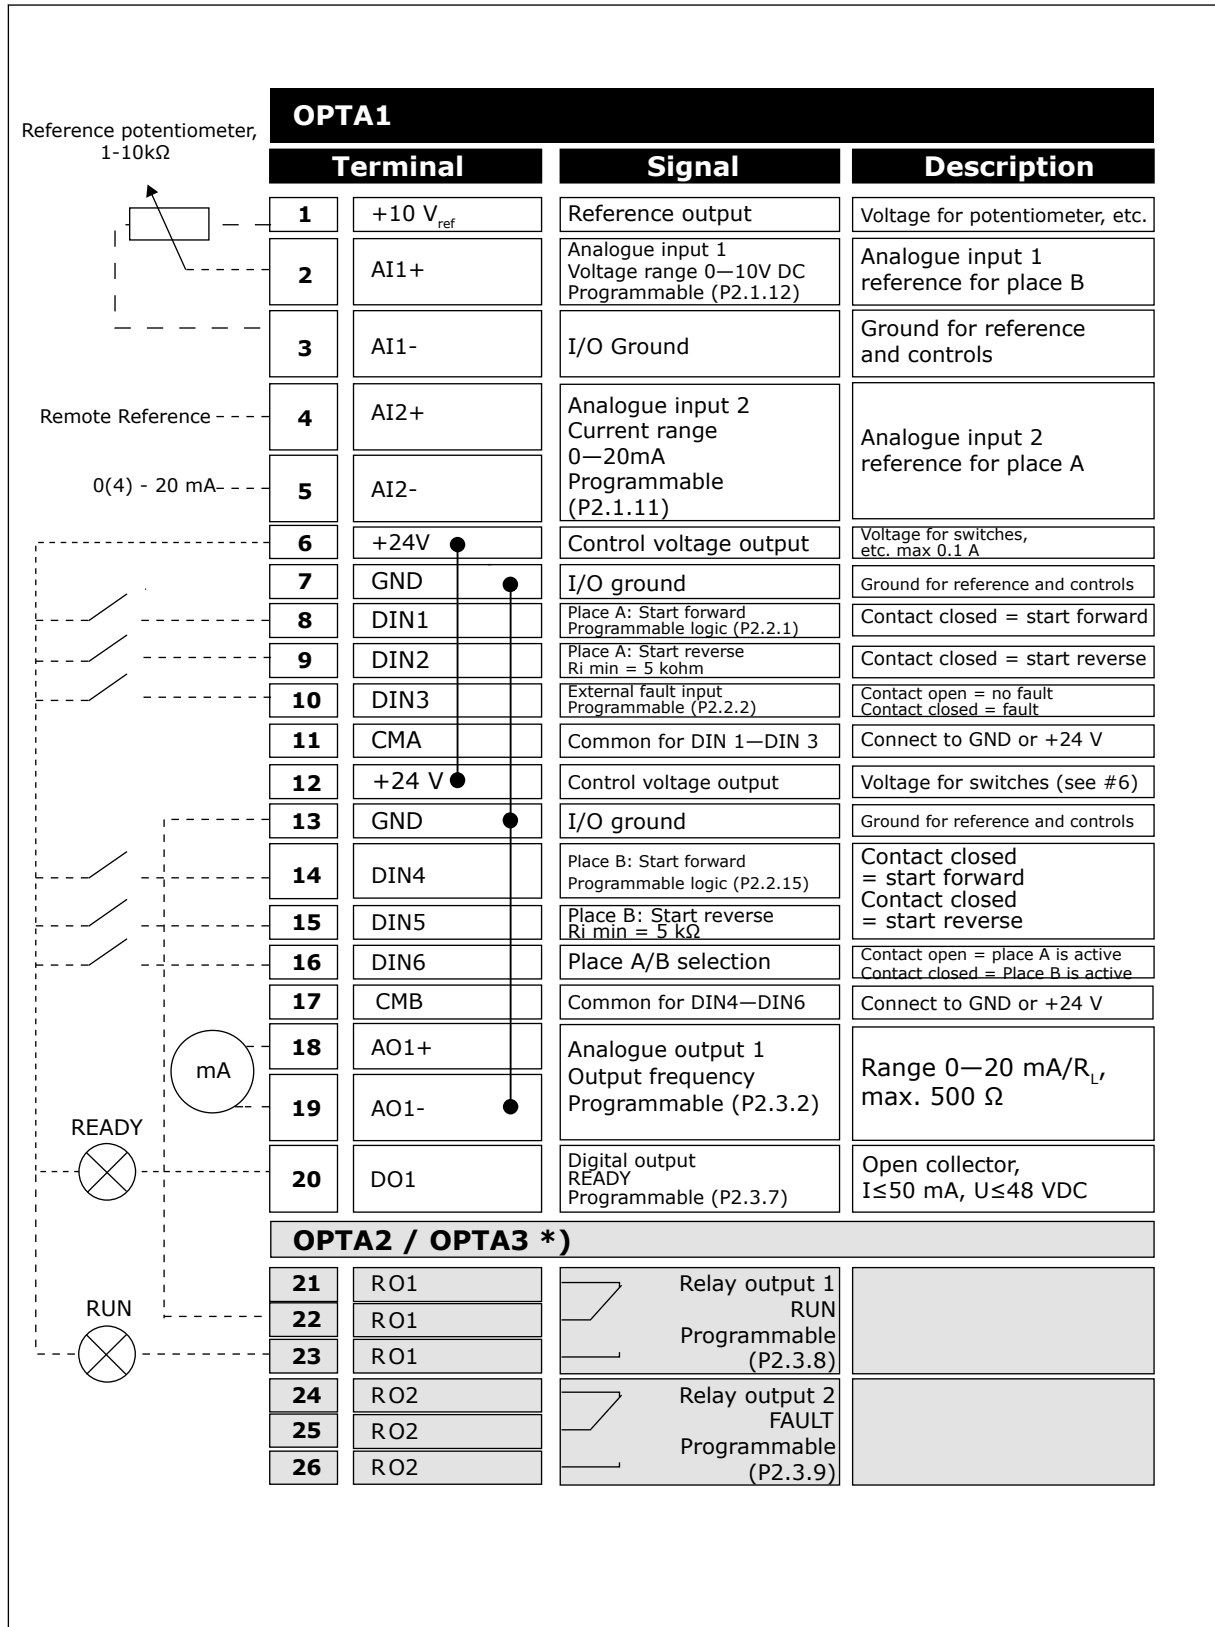 OPTA1
Reference potentiometer,
1-10kΩ
Terminal Signal Description
1 +10 Vref Reference output Voltage for potentiometer, etc.
2 AI1+ Analogue input 1
Voltage range 0—10V DC
Programmable (P2.1.12)
Analogue input 1
reference for place B
3 AI1- I/O Ground Ground for reference
and controls
Remote Reference
4 AI2+
Analogue input 2
Current range
0—20mA
Programmable
(P2.1.11)
Analogue input 2
reference for place A
0(4) - 20 mA
5 AI2-
6 +24V Control voltage output Voltage for switches,
etc. max 0.1 A
7 GND I/O ground Ground for reference and controls
8 DIN1 Place A: Start forward
Programmable logic (P2.2.1)
Contact closed = start forward
9 DIN2 Place A: Start reverse
Ri min = 5 kohm
Contact closed = start reverse
10 DIN3 External fault input
Programmable (P2.2.2)
Contact open = no fault
Contact closed = fault
11 CMA Common for DIN 1—DIN 3 Connect to GND or +24 V
12 +24 V Control voltage output Voltage for switches (see #6)
13 GND I/O ground Ground for reference and controls
14 DIN4 Place B: Start forward
Programmable logic (P2.2.15)
Contact closed
= start forward
Contact closed
= start reverse
15 DIN5 Place B: Start reverse
Ri min = 5 kΩ
16 DIN6 Place A/B selection Contact open = place A is active
Contact closed = Place B is active
17 CMB Common for DIN4—DIN6 Connect to GND or +24 V
mA
18 AO1+
Analogue output 1
Output frequency
Programmable (P2.3.2)
Range 0—20 mA/RL,
max. 500 Ω
19 AO1-
READY
20 DO1 Digital output
READY
Programmable (P2.3.7)
Open collector,
I≤50 mA, U≤48 VDC
OPTA2 / OPTA3 *)
21 RO1 Relay output 1
RUN
Programmable
(P2.3.8)
RUN
22 RO1
23 RO1
24 RO2 Relay output 2
FAULT
Programmable
(P2.3.9)
25 RO2
26 RO2